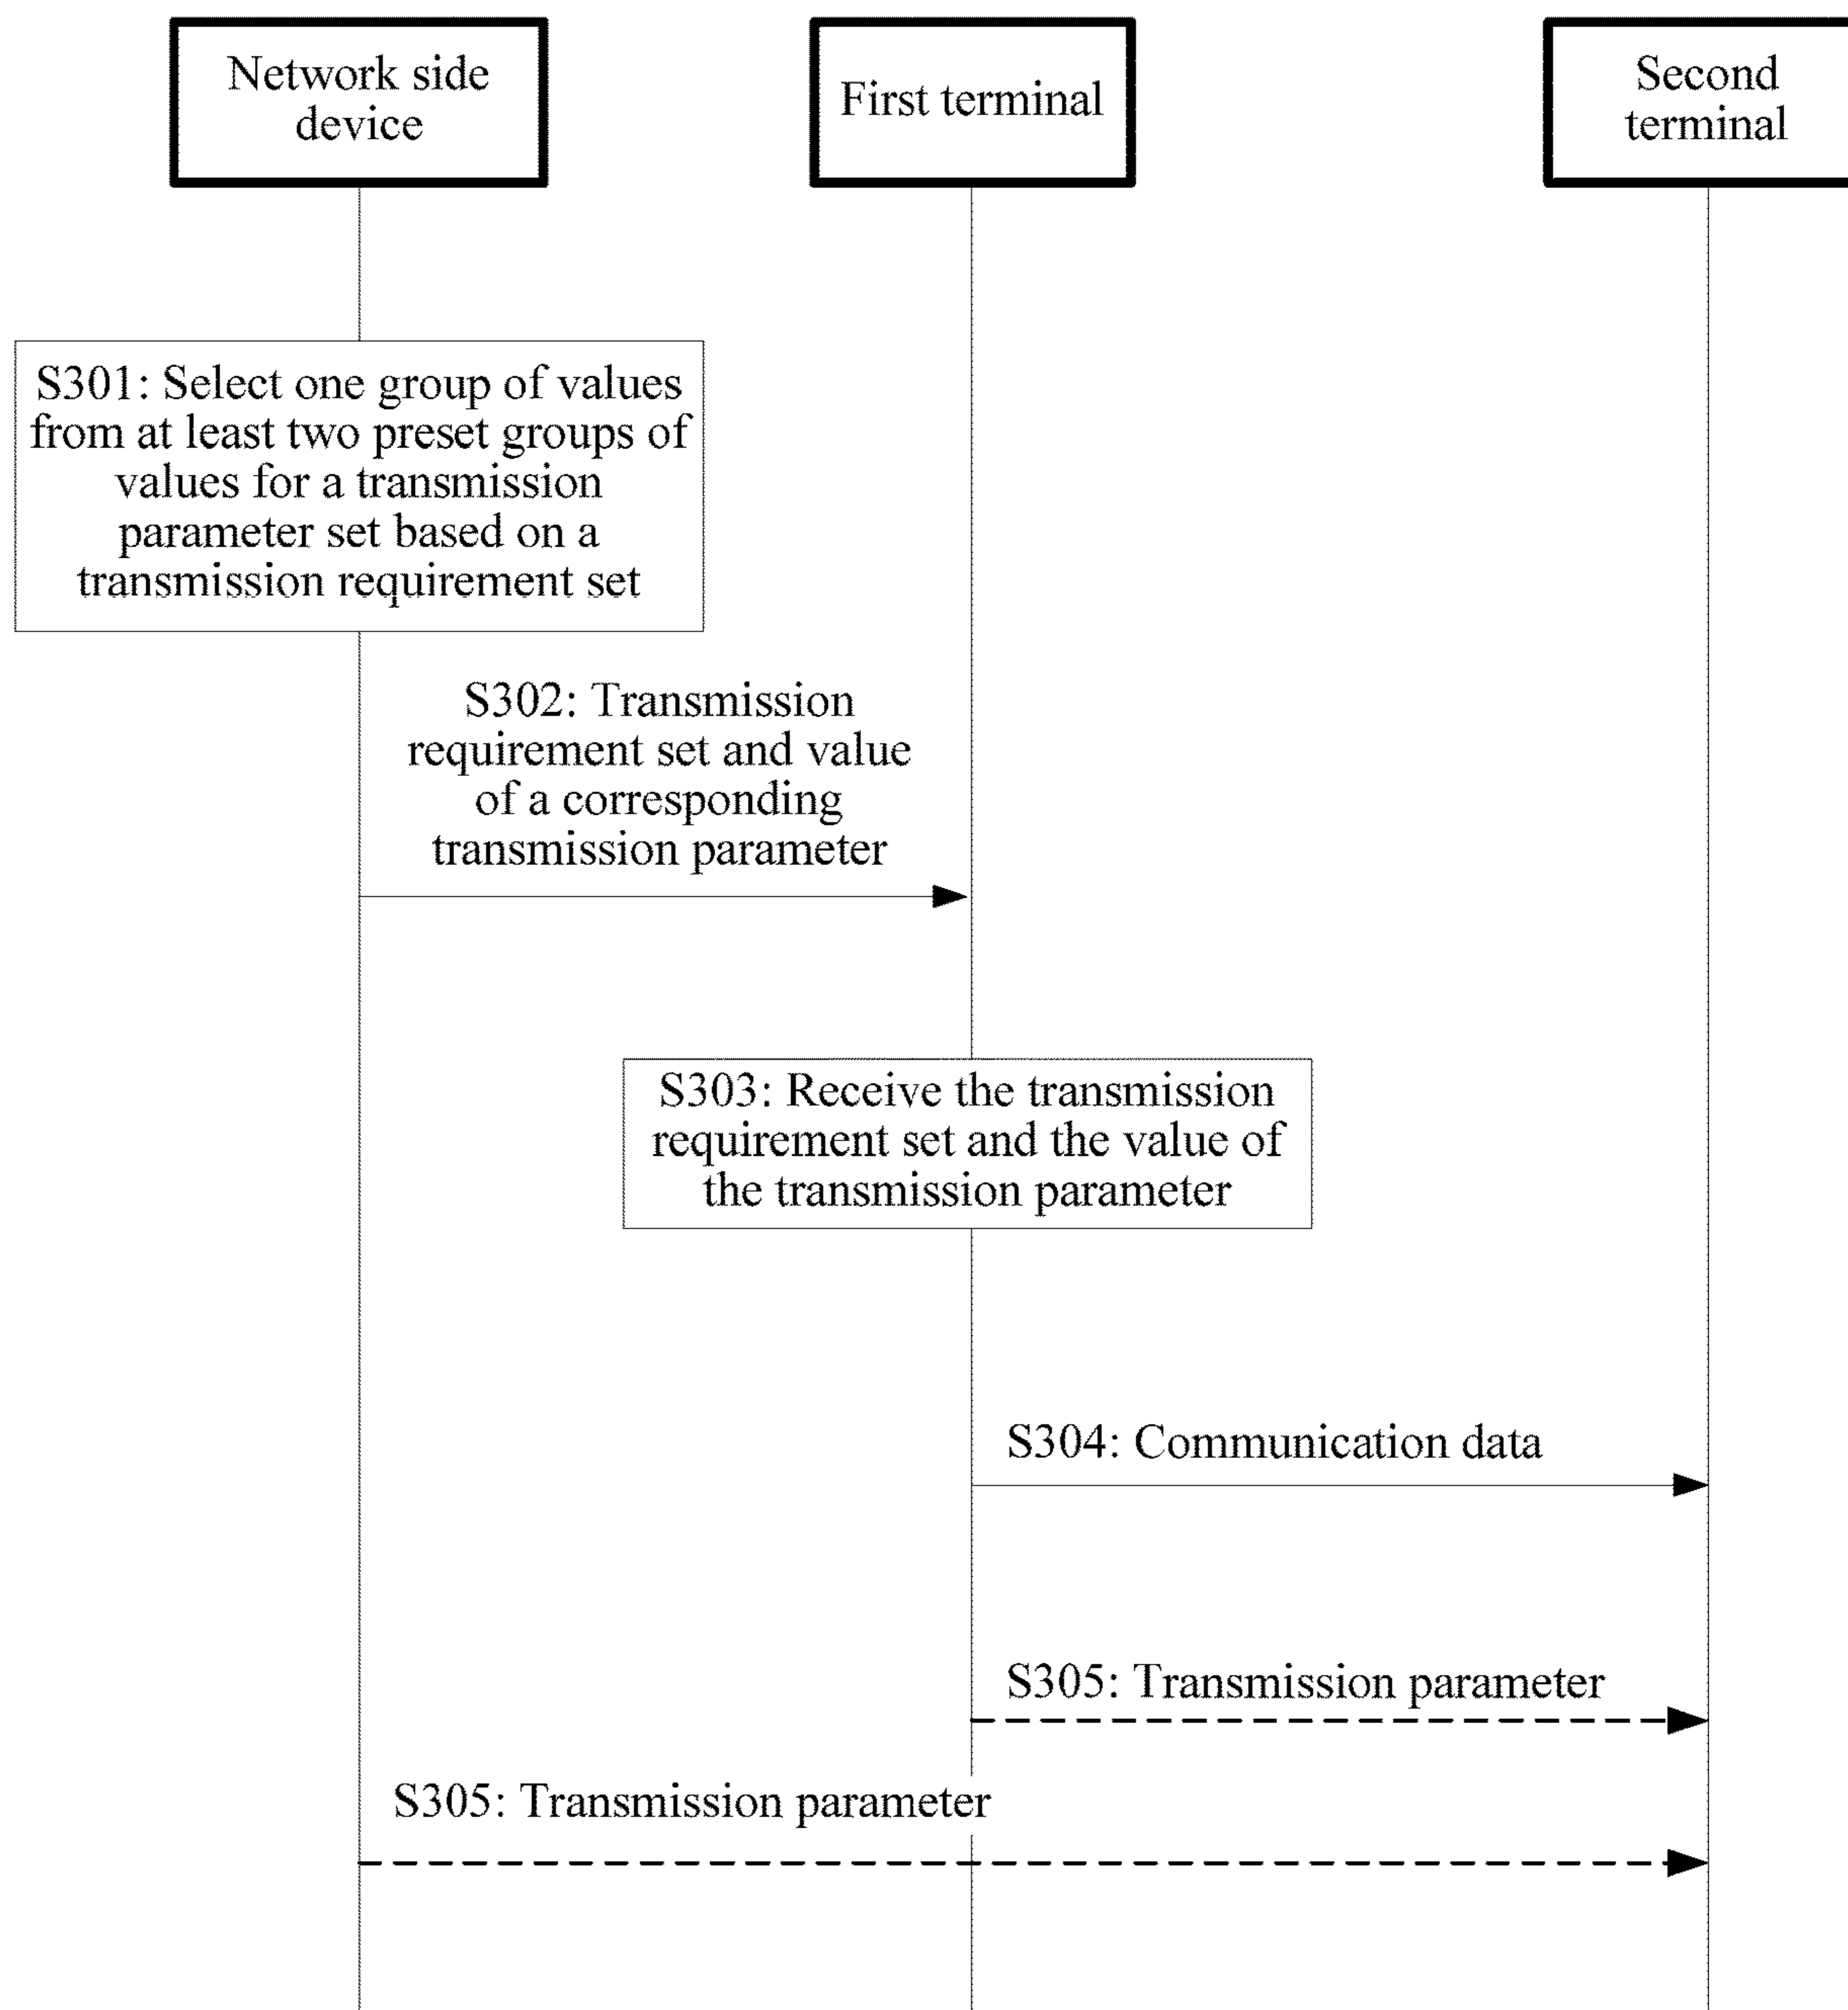 Network side
device
First terminal
Second
terminal
S301: Select one group of values
from at least two preset groups of
values for a transmission
parameter set based on a
transmission requirement set
S302: Transmission
requirement set and value
of a corresponding
transmission parameter
S303: Receive the transmission
requirement set and the value of
the transmission parameter
S304: Communication data
S305: Transmission parameter
S305: Transmission parameter